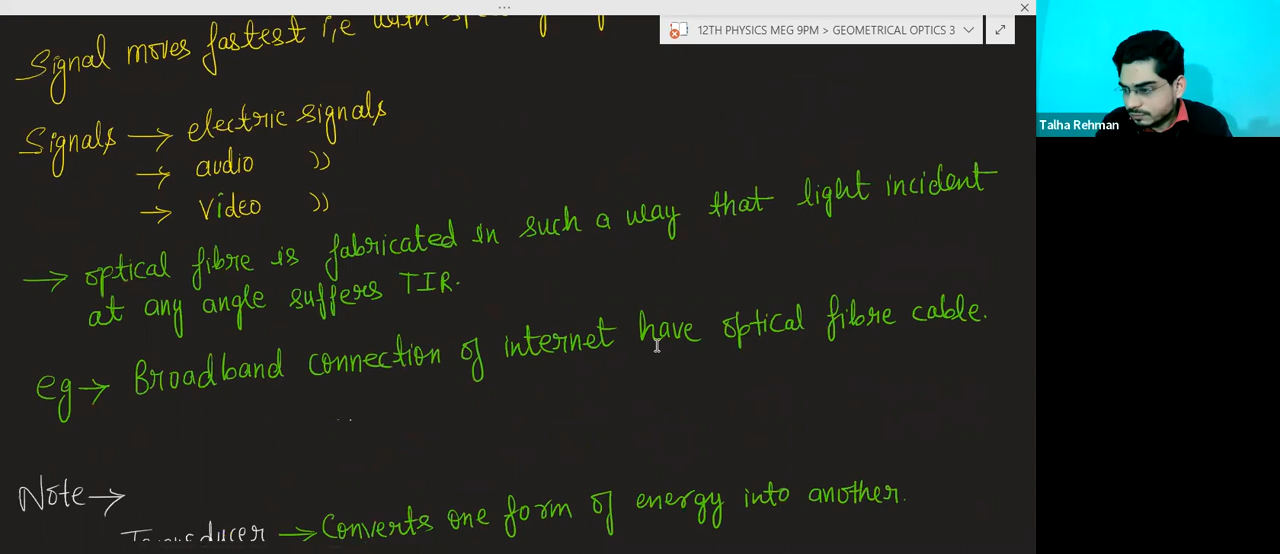 12TH PHYSICS MEG 9PM > GEOMETRICAL OPTICS 3
Signal moves fastest i,e with
Signals → electric signals
→ audio ))
→ Video ))
Talha Rehman
→ optical fibre is fabricated in such a way that light incident
at any angle suffers TIR.
eg → Broadband connection of internet have optical fibre cable.
Note →
Transducer → Converts one form of energy into another.